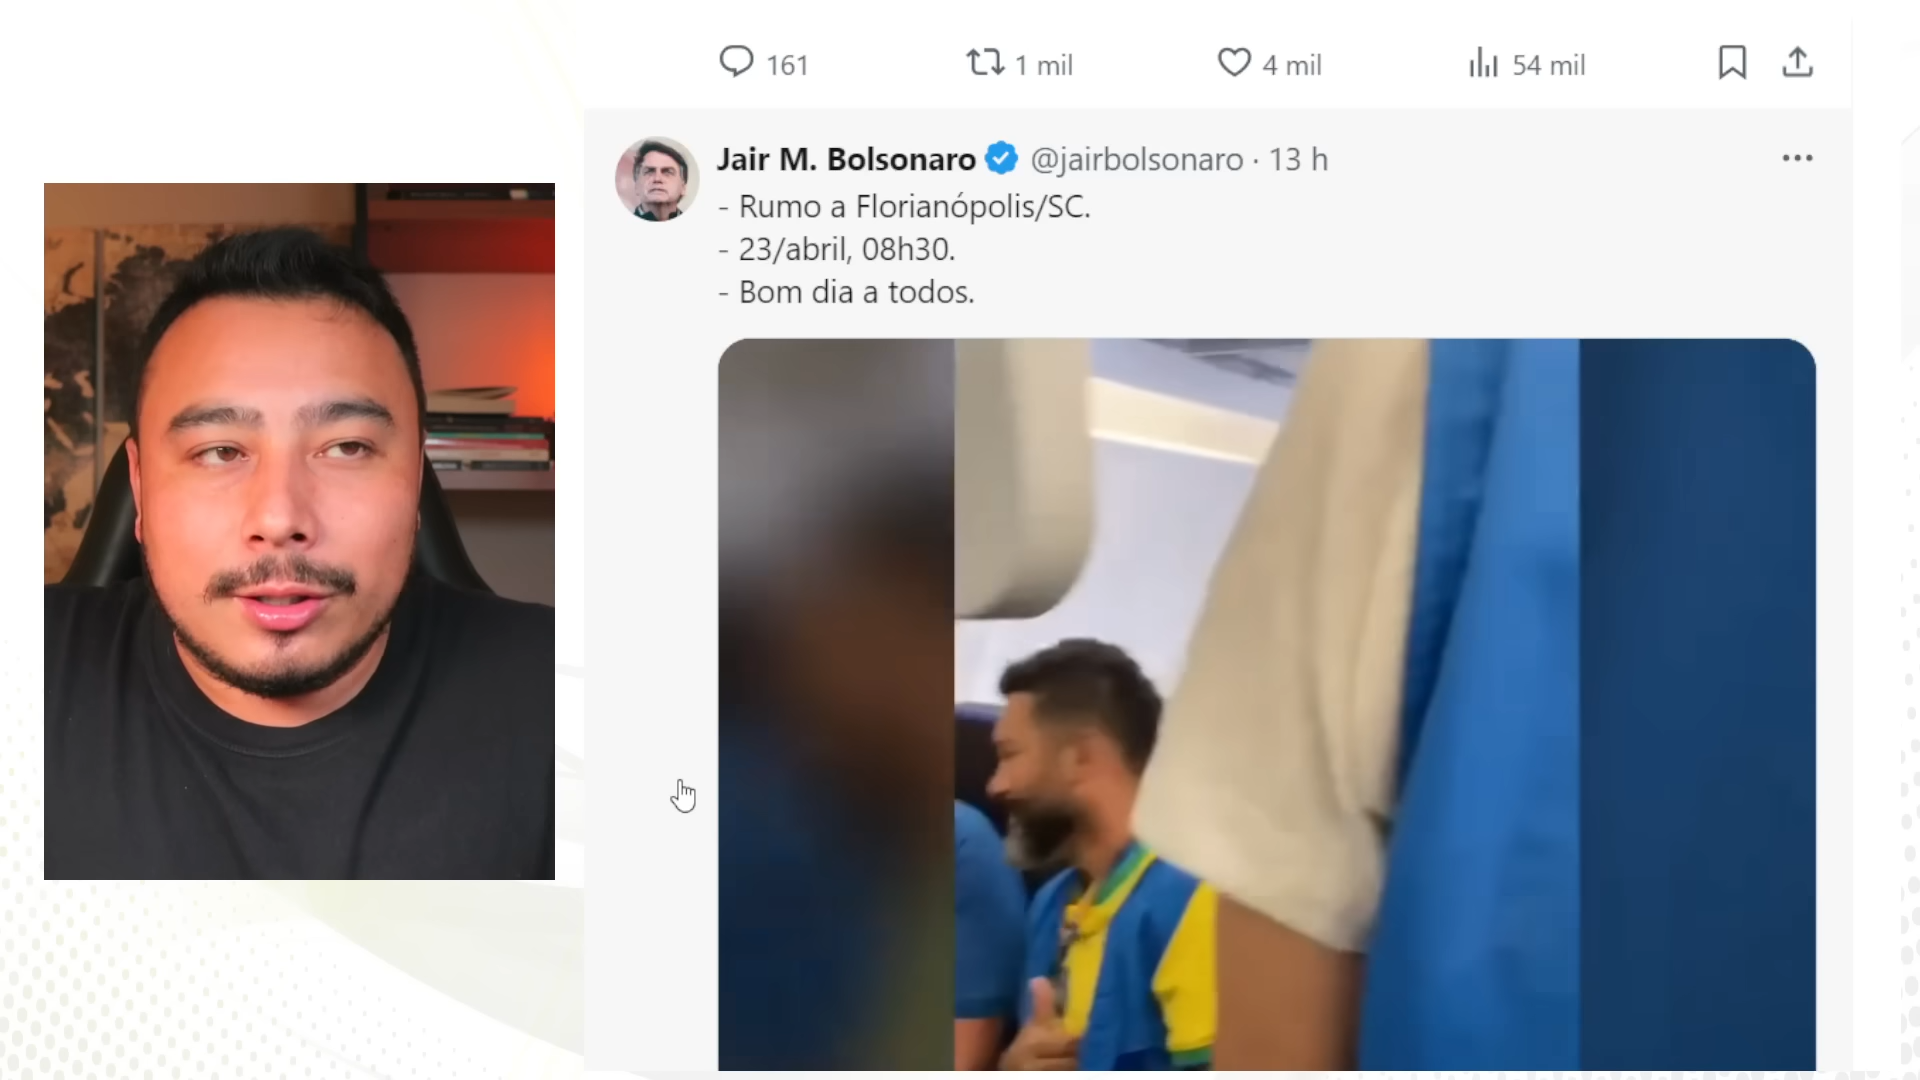 161 1 mil 4 mil 54 mil
Jair M. Bolsonaro @jairbolsonaro · 13 h
- Rumo a Florianópolis/SC.
- 23/abril, 08h30.
- Bom dia a todos.